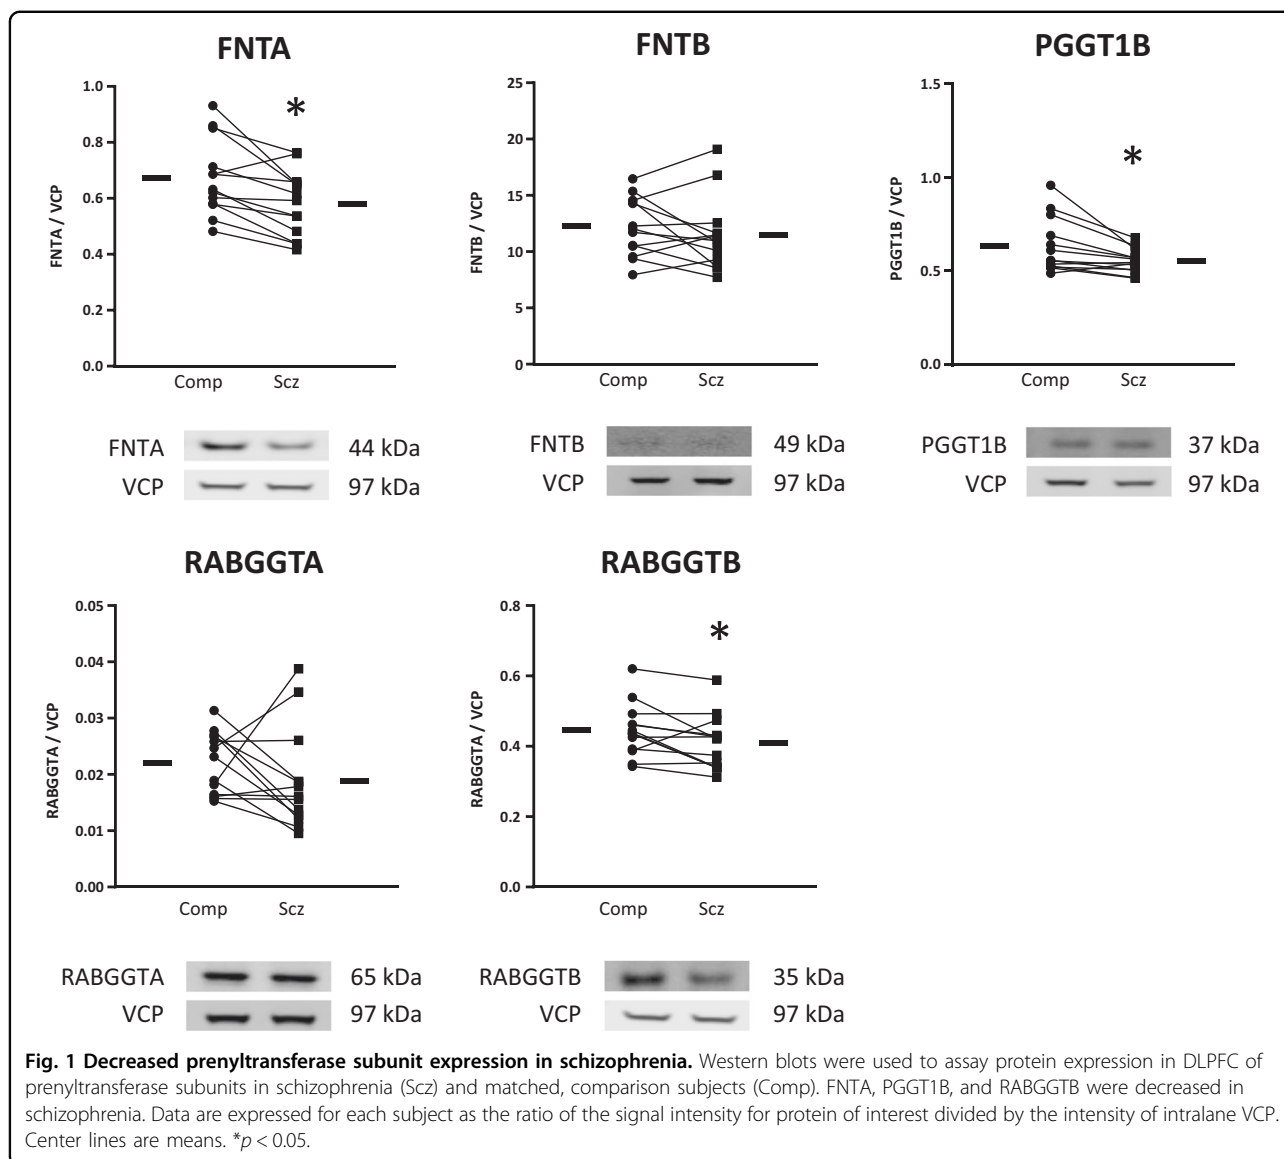 FNTA
FNTB
PGGT1B
1.0
0.8
0.6
0.4
0.2
0.0
FNTA / VCP
*
Comp Scz
25
20
15
10
5
0
FNTB / VCP
Comp Scz
1.5
1.0
0.5
0.0
PGGT1B / VCP
*
Comp Scz
FNTA 44 kDa
VCP 97 kDa
FNTB 49 kDa
VCP 97 kDa
PGGT1B 37 kDa
VCP 97 kDa
RABGGTA
RABGGTB
0.05
0.04
0.03
0.02
0.01
0.00
RABGGTA / VCP
Comp Scz
0.8
0.6
0.4
0.2
0.0
RABGGTA / VCP
*
Comp Scz
RABGGTA 65 kDa
VCP 97 kDa
RABGGTB 35 kDa
VCP 97 kDa
Fig. 1 Decreased prenyltransferase subunit expression in schizophrenia. Western blots were used to assay protein expression in DLPFC of
prenyltransferase subunits in schizophrenia (Scz) and matched, comparison subjects (Comp). FNTA, PGGT1B, and RABGGTB were decreased in
schizophrenia. Data are expressed for each subject as the ratio of the signal intensity for protein of interest divided by the intensity of intralane VCP.
Center lines are means. *p < 0.05.